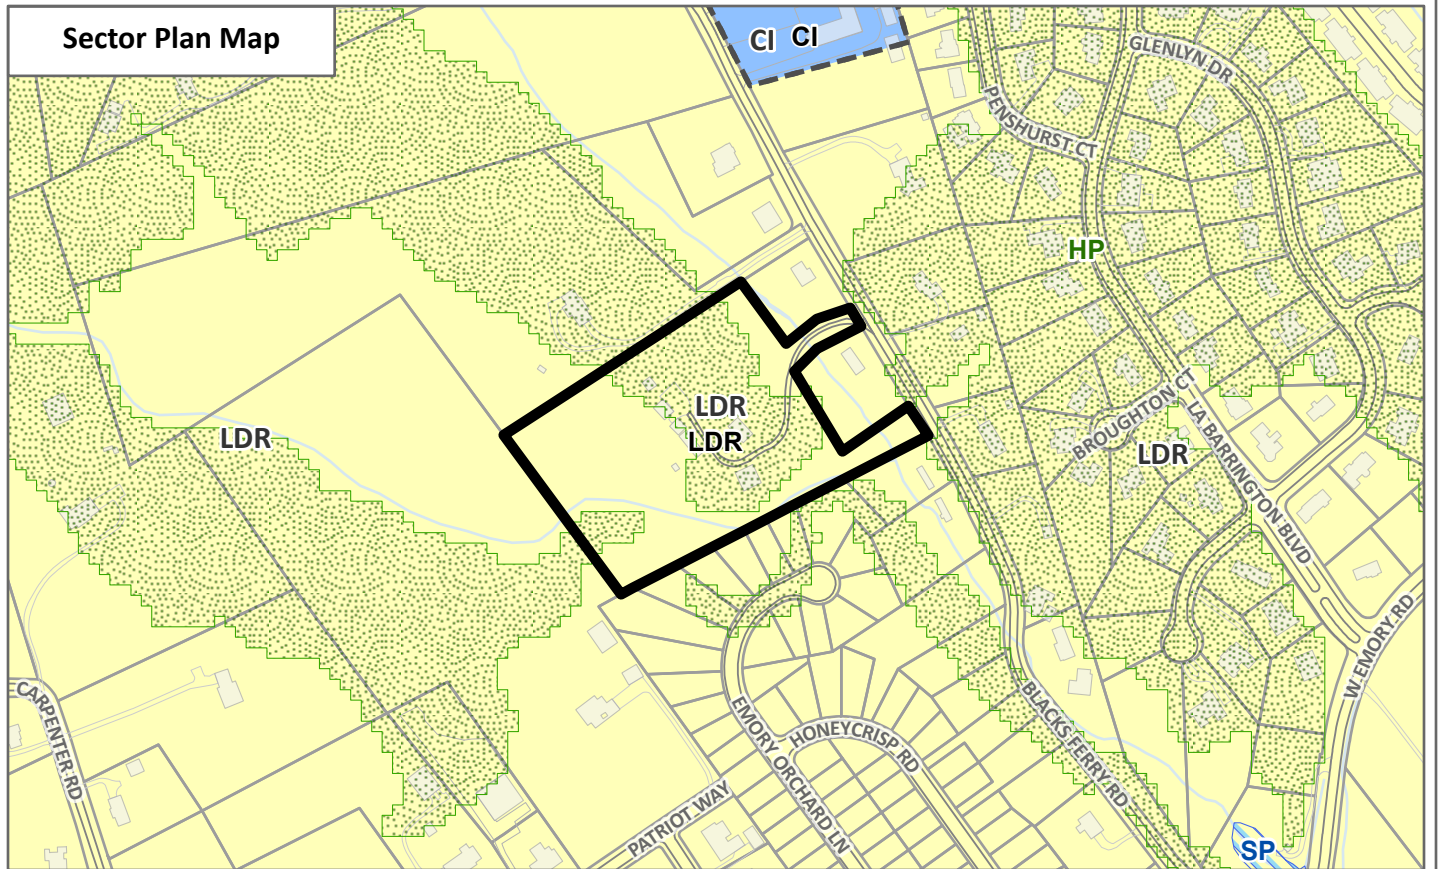 Sector Plan Map
CI
CI
GLENLYN DR
PENSHURST CT
HP
LDR
LDR
LDR
BROUGHTON CT
LA BARRINGTON BLVD
LDR
W. EMORY RD
CARPENTER RD
BLACKS FERRY RD
EMORY ORCHARD LN
HONEYCRISP RD
PATRIOT WAY
SP